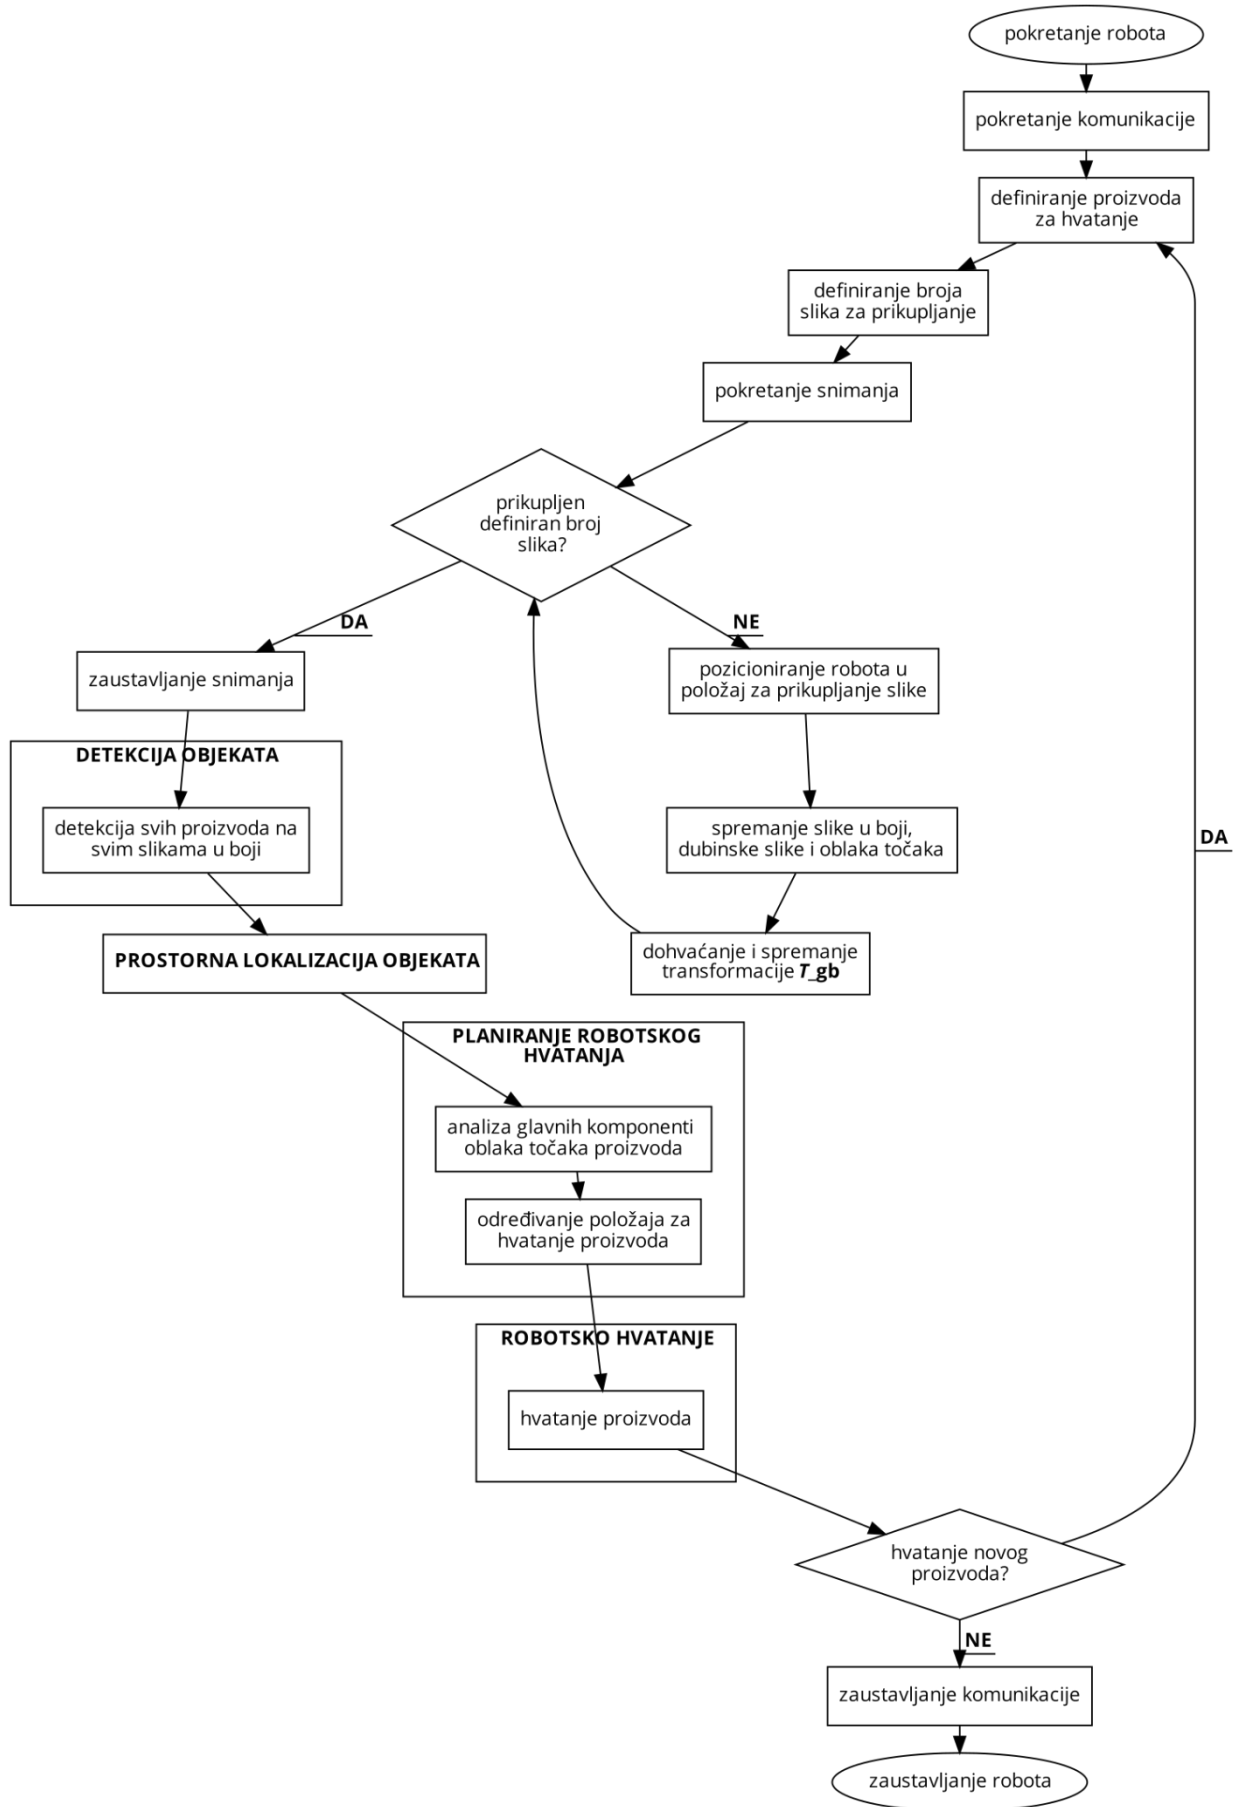 pokretanje robota
pokretanje komunikacije
definiranje proizvoda
za hvatanje
definiranje broja
slika za prikupljanje
pokretanje snimanja
prikupljen
definiran broj
slika?
DA
NE
zaustavljanje snimanja
pozicioniranje robota u
položaj za prikupljanje slike
DETEKCIJA OBJEKATA
detekcija svih proizvoda na
svim slikama u boji
spremanje slike u boji,
dubinske slike i oblaka točaka
DA
PROSTORNA LOKALIZACIJA OBJEKATA
dohvaćanje i spremanje
transformacije T_gb
PLANIRANJE ROBOTSKOG
HVATANJA
analiza glavnih komponenti
oblaka točaka proizvoda
određivanje položaja za
hvatanje proizvoda
ROBOTSKO HVATANJE
hvatanje proizvoda
hvatanje novog
proizvoda?
NE
zaustavljanje komunikacije
zaustavljanje robota